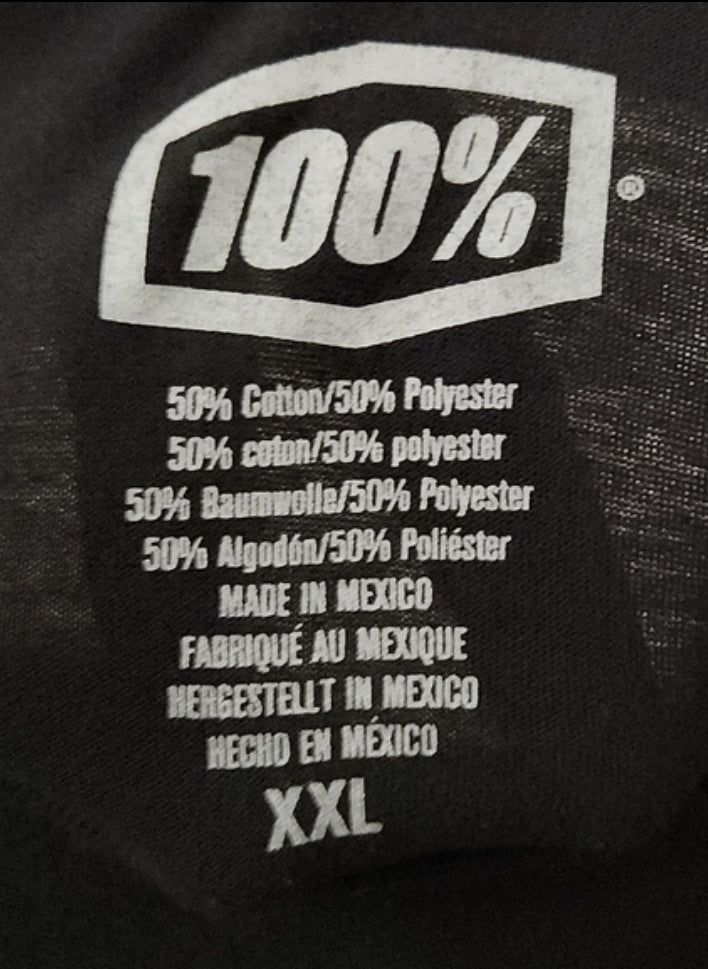 100%®
50% Cotton/50% Polyester
50% coton/50% polyester
50% Baumwolle/50% Polyester
50% Algodón/50% Poliéster
MADE IN MEXICO
FABRIQUÉ AU MEXIQUE
HERGESTELLT IN MEXICO
HECHO EN MÉXICO
XXL